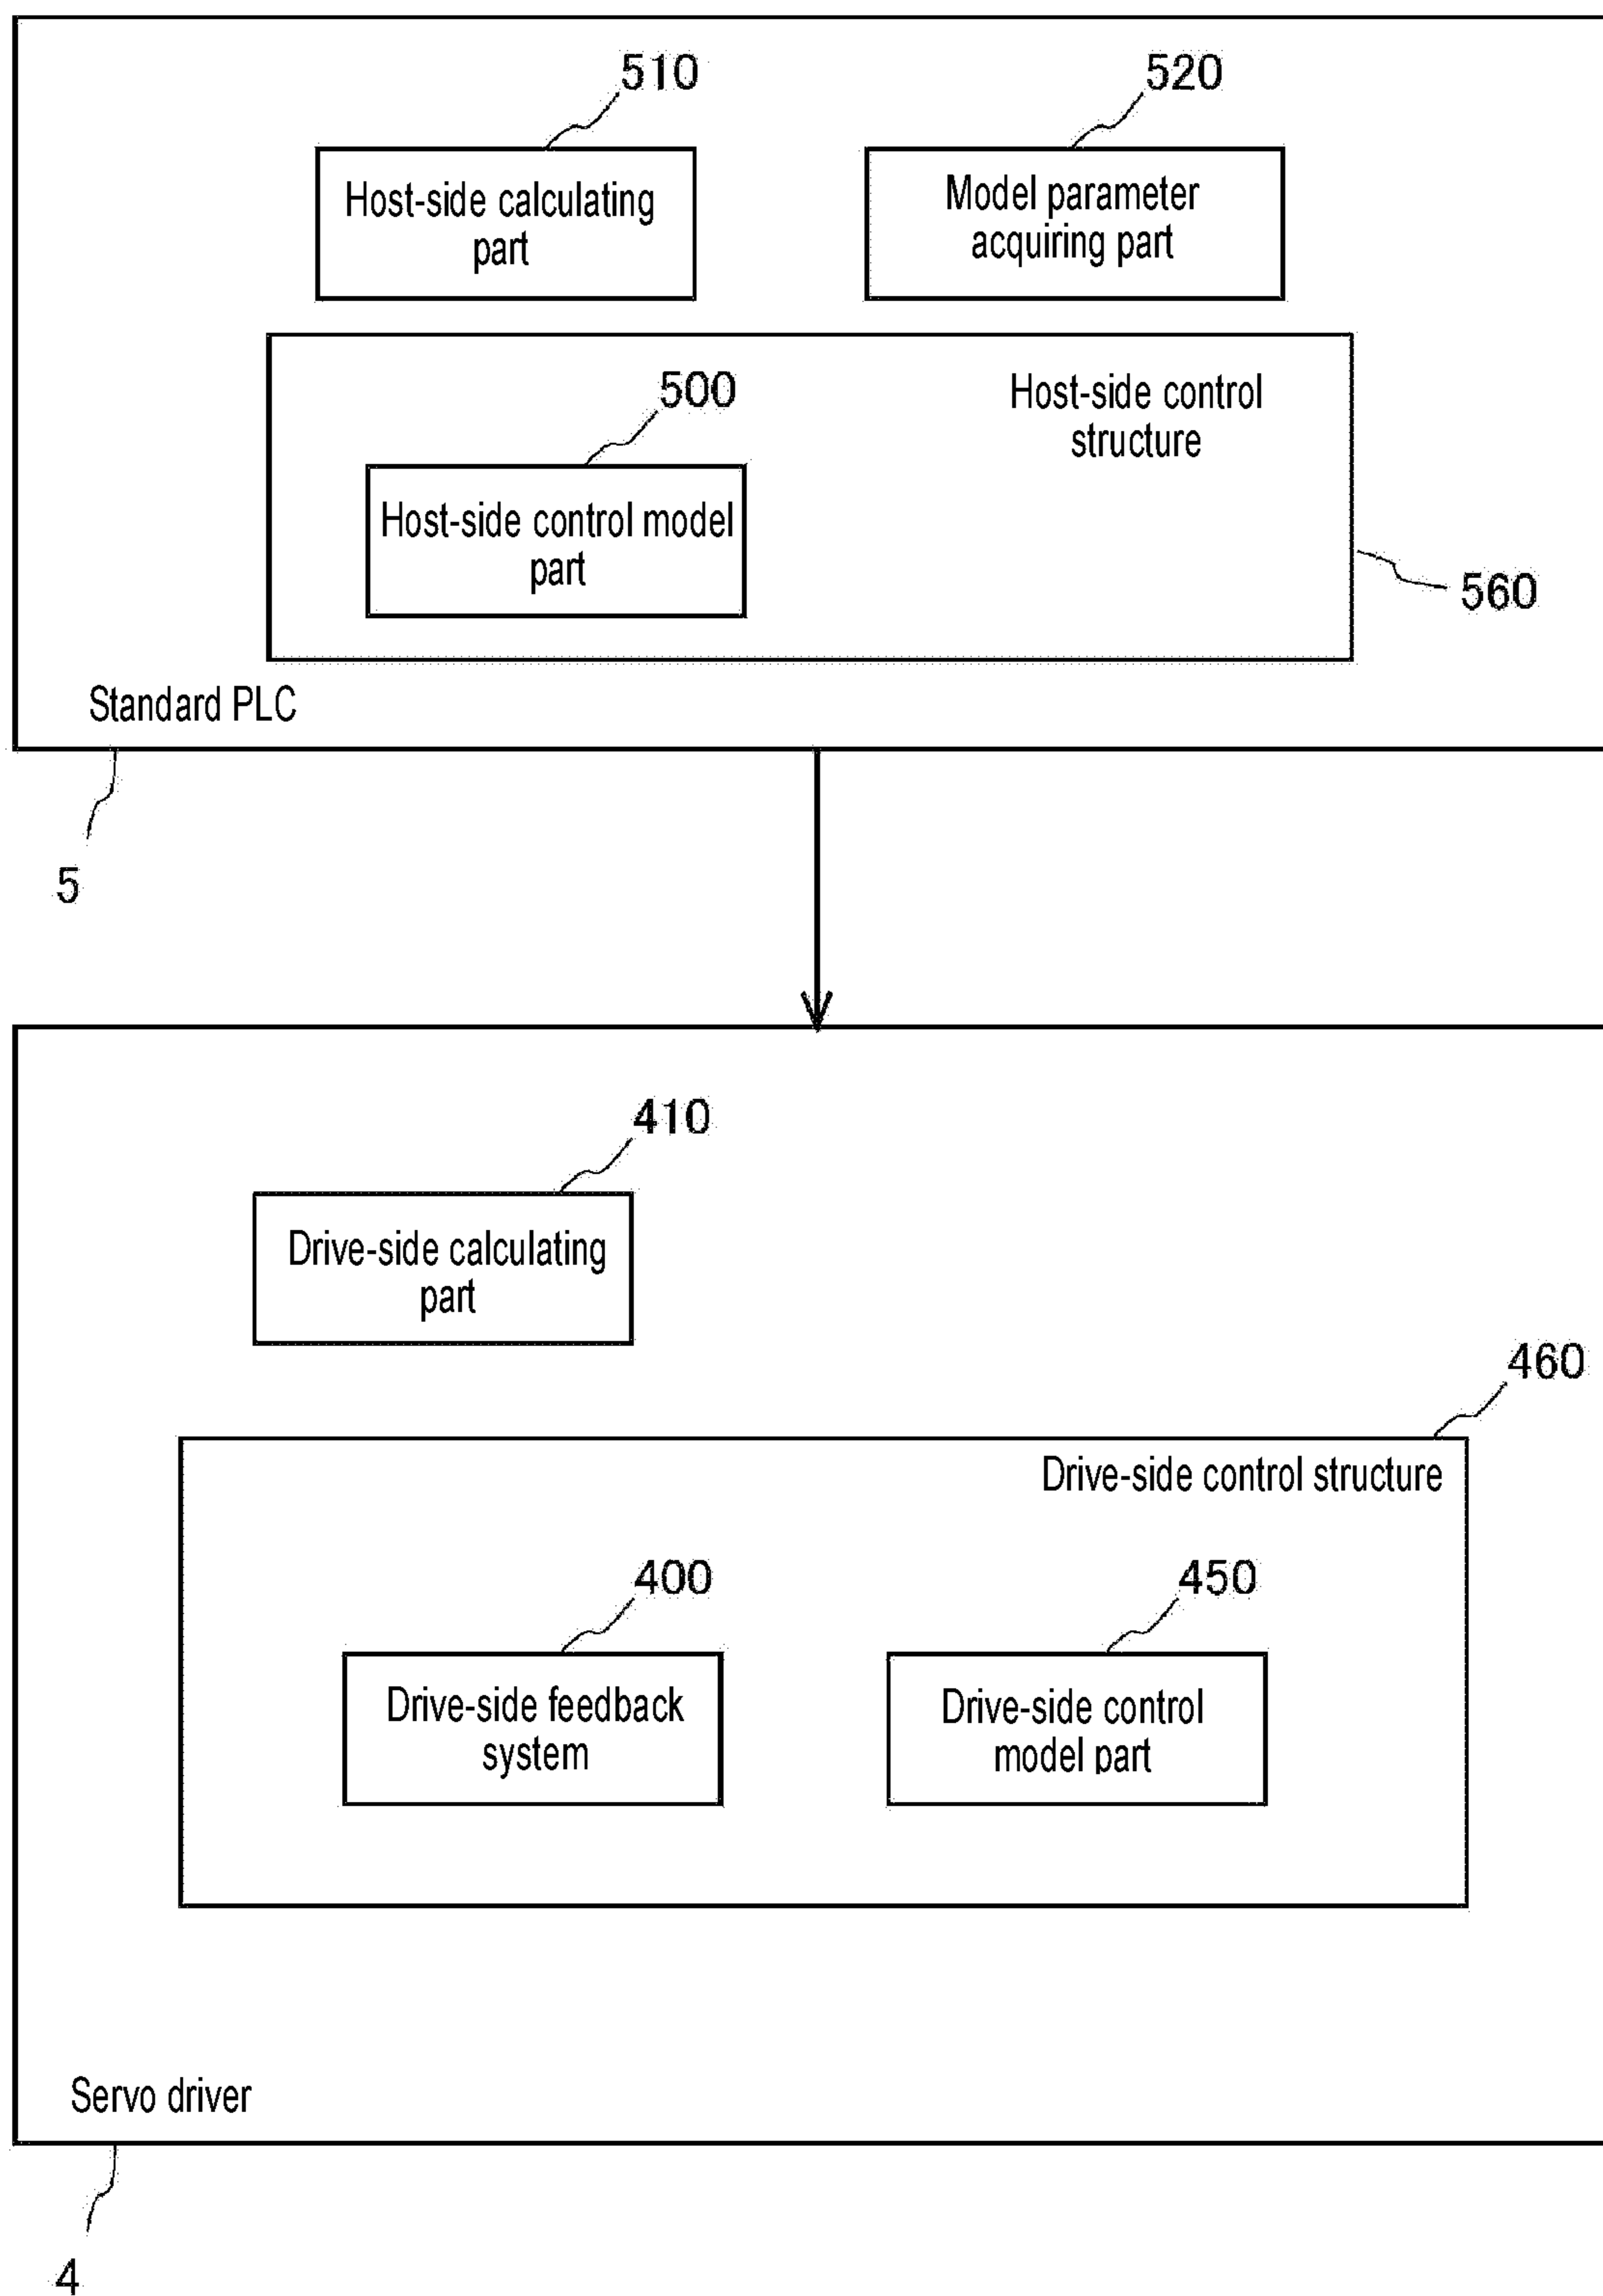 510
520
Host-side calculating
part
Model parameter
acquiring part
500
Host-side control
structure
Host-side control model
part
560
Standard PLC
5
410
Drive-side calculating
part
460
Drive-side control structure
400
450
Drive-side feedback
system
Drive-side control
model part
Servo driver
4